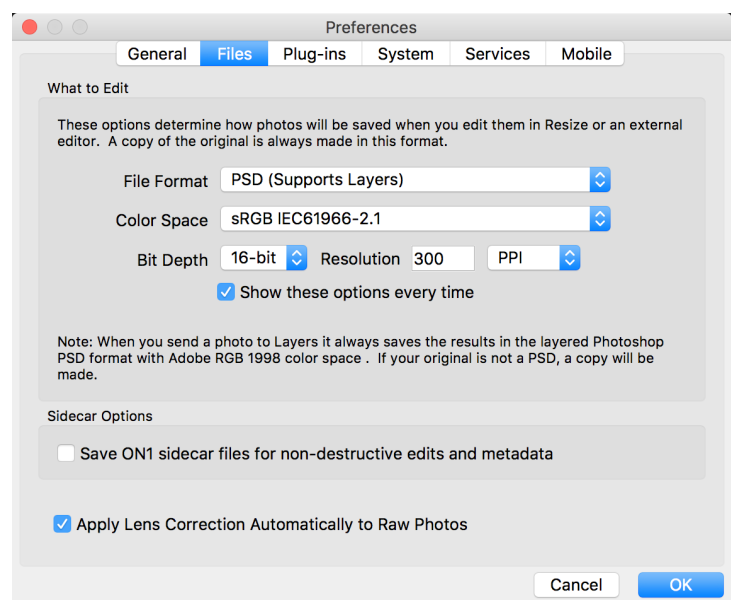 Preferences
General Files Plug-ins System Services Mobile
What to Edit
These options determine how photos will be saved when you edit them in Resize or an external
editor. A copy of the original is always made in this format.
File Format PSD (Supports Layers)
Color Space sRGB IEC61966-2.1
Bit Depth 16-bit Resolution 300 PPI
Show these options every time
Note: When you send a photo to Layers it always saves the results in the layered Photoshop
PSD format with Adobe RGB 1998 color space . If your original is not a PSD, a copy will be
made.
Sidecar Options
Save ON1 sidecar files for non-destructive edits and metadata
Apply Lens Correction Automatically to Raw Photos
Cancel OK